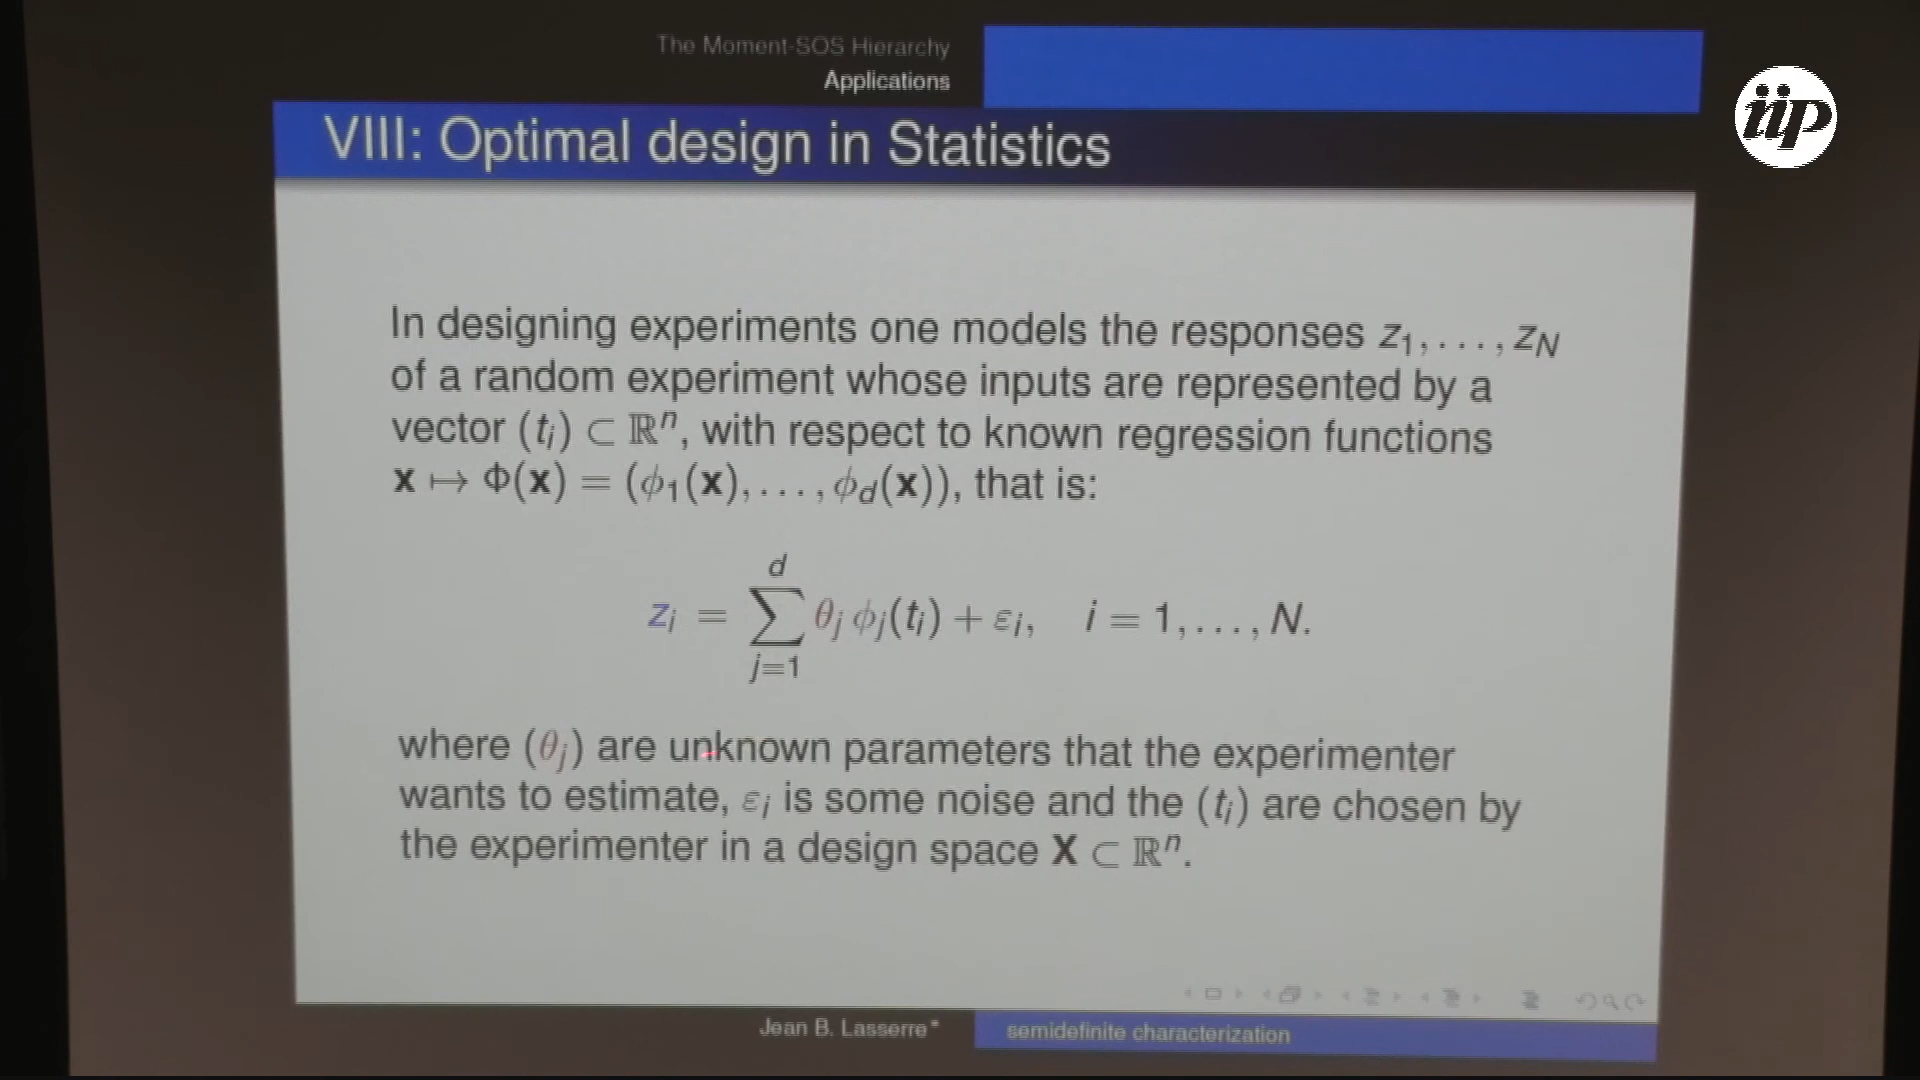 The Moment-SOS Hierarchy
Applications
iip
VIII: Optimal design in Statistics
In designing experiments one models the responses z₁, . . . , z_N
of a random experiment whose inputs are represented by a
vector (tᵢ) ⊂ ℝⁿ, with respect to known regression functions
x ↦ Φ(x) = (ϕ₁(x), . . . , ϕ_d(x)), that is:
zᵢ = ∑_{j=1}^{d} θⱼ ϕⱼ(tᵢ) + εᵢ, i = 1, . . . , N.
where (θⱼ) are unknown parameters that the experimenter
wants to estimate, εᵢ is some noise and the (tᵢ) are chosen by
the experimenter in a design space X ⊂ ℝⁿ.
Jean B. Lasserre* semidefinite characterization